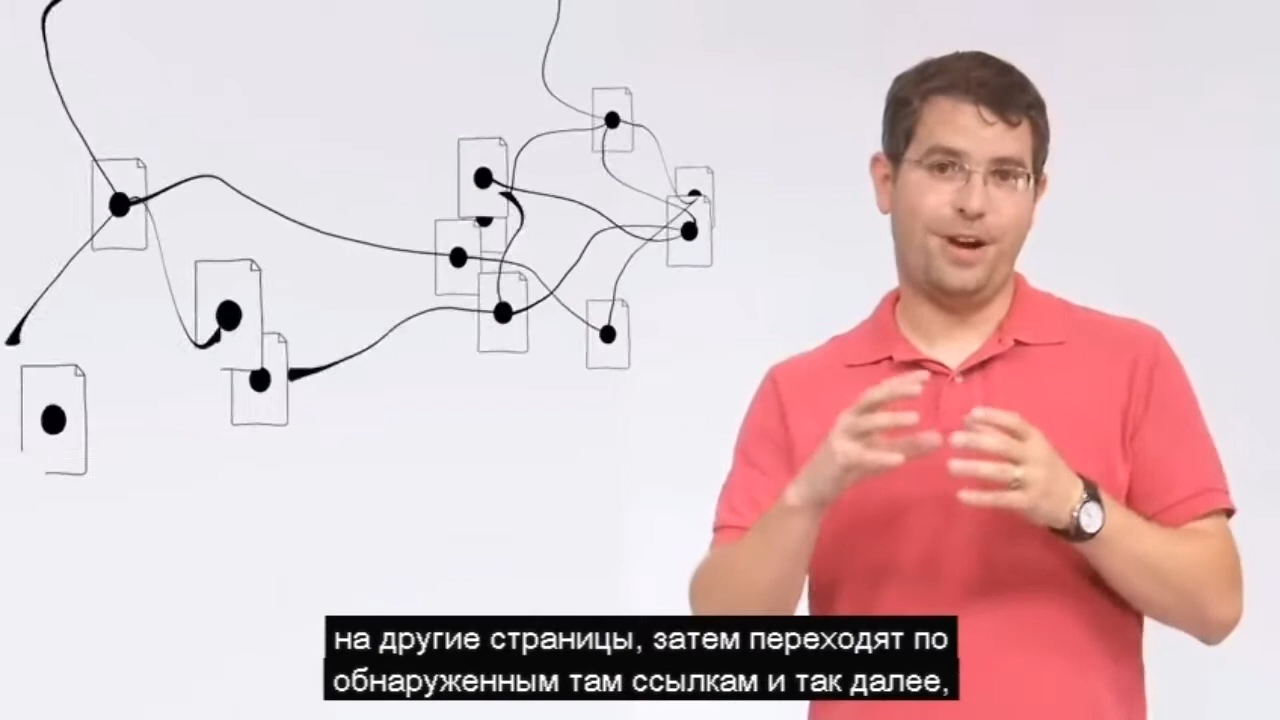 на другие страницы, затем переходят по
обнаруженным там ссылкам и так далее,